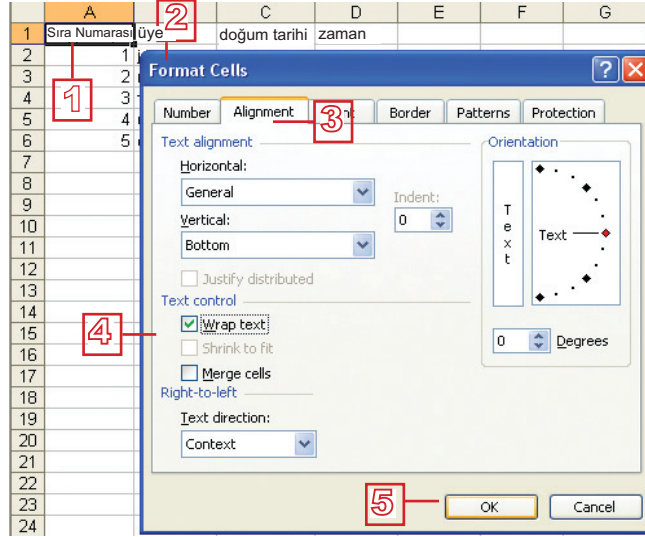 A C D E F G
1 Sıra Numarası üye doğum tarihi zaman
2 1
3 2
4 3
5 4
6 5
7
8
9
10
11
12
13
14
15
16
17
18
19
20
21
22
23
24
1
2
Format Cells
Number Alignment Border Patterns Protection
3
Text alignment
Horizontal:
General
Indent:
Vertical:
0
Bottom
Justify distributed
Text control
4
Wrap text
Shrink to fit
Merge cells
Right-to-left
Text direction:
Context
Orientation
Text
Text
0 Degrees
5
OK Cancel